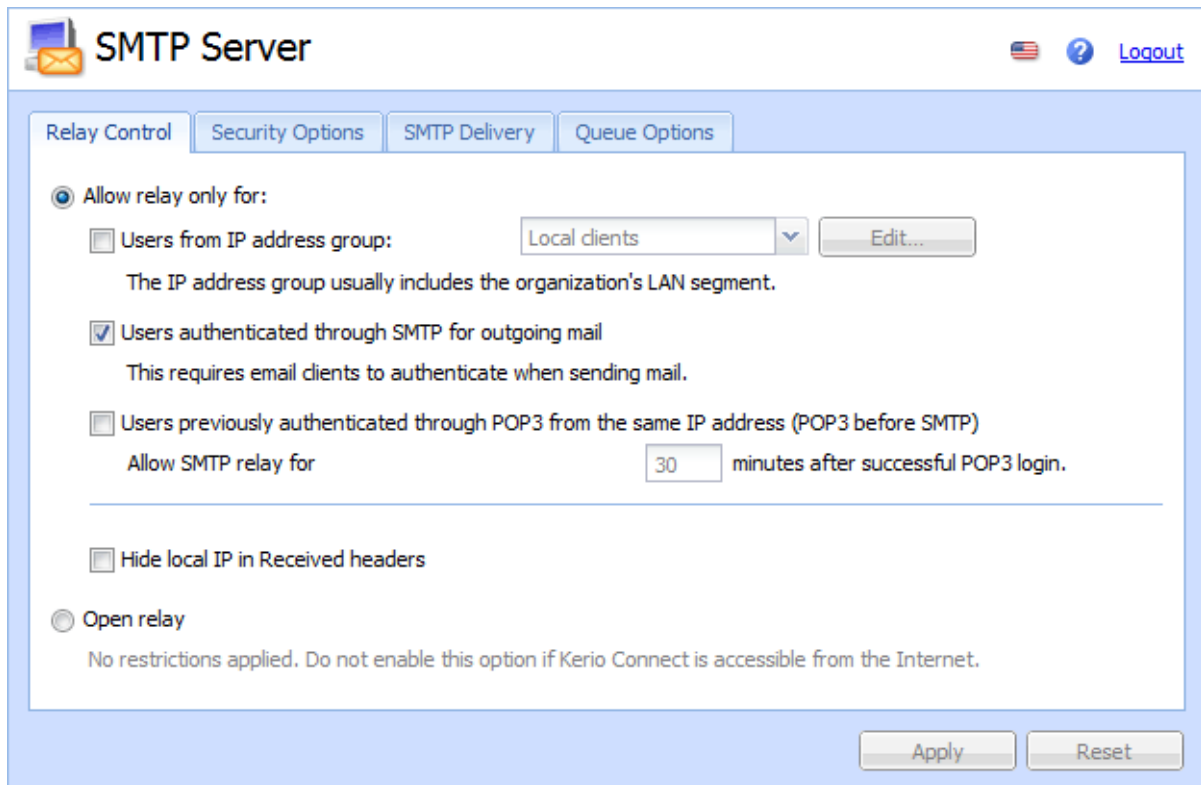 SMTP Server
? Logout
Relay Control Security Options SMTP Delivery Queue Options
Allow relay only for:
Users from IP address group: Local clients Edit...
The IP address group usually includes the organization's LAN segment.
Users authenticated through SMTP for outgoing mail
This requires email clients to authenticate when sending mail.
Users previously authenticated through POP3 from the same IP address (POP3 before SMTP)
Allow SMTP relay for 30 minutes after successful POP3 login.
Hide local IP in Received headers
Open relay
No restrictions applied. Do not enable this option if Kerio Connect is accessible from the Internet.
Apply Reset